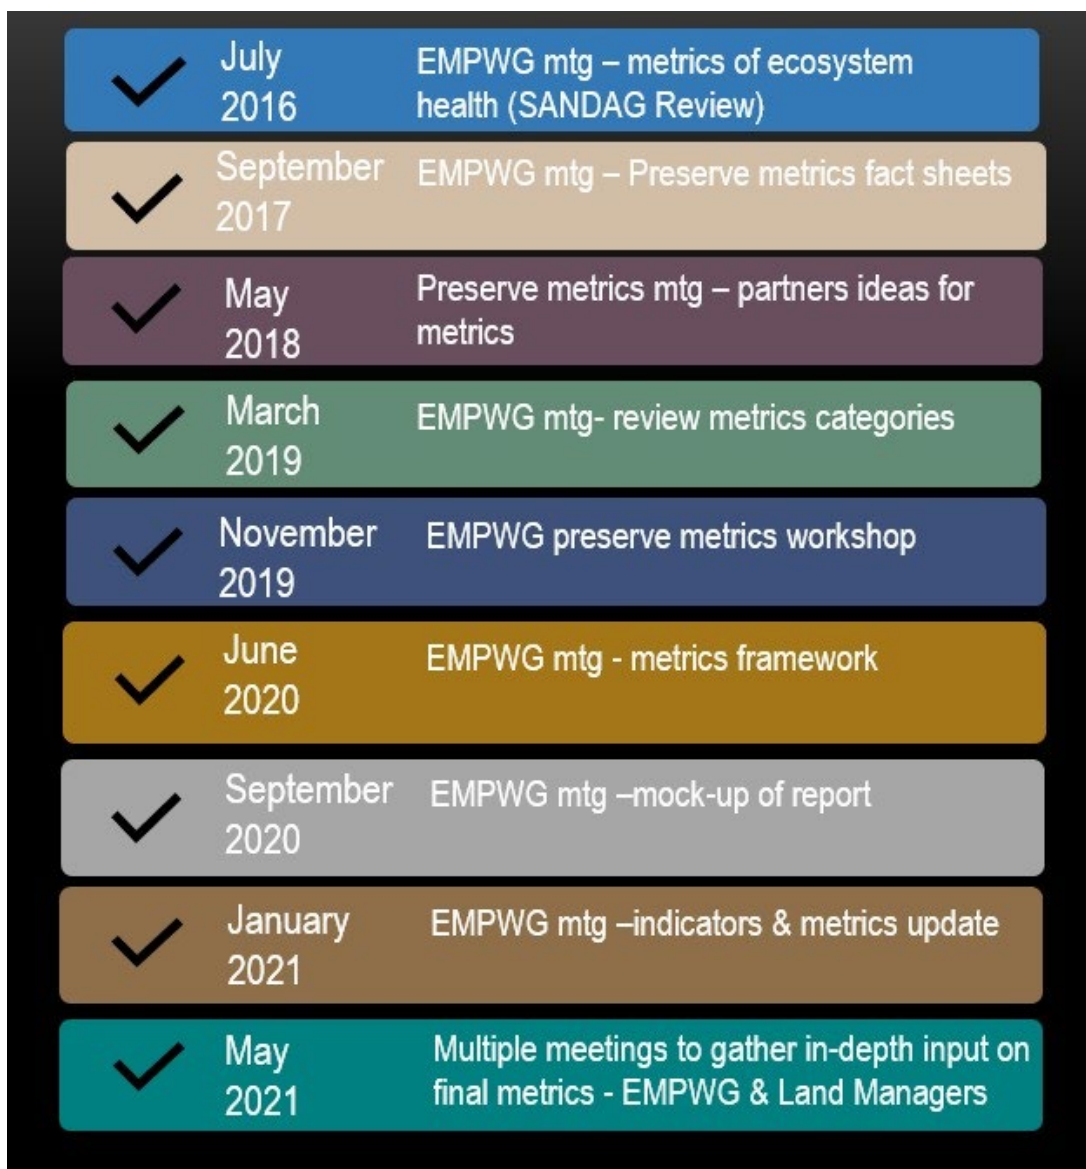 July
2016
EMPWG mtg – metrics of ecosystem
health (SANDAG Review)
September
2017
EMPWG mtg – Preserve metrics fact sheets
May
2018
Preserve metrics mtg – partners ideas for
metrics
March
2019
EMPWG mtg- review metrics categories
November
2019
EMPWG preserve metrics workshop
June
2020
EMPWG mtg - metrics framework
September
2020
EMPWG mtg –mock-up of report
January
2021
EMPWG mtg –indicators & metrics update
May
2021
Multiple meetings to gather in-depth input on
final metrics - EMPWG & Land Managers